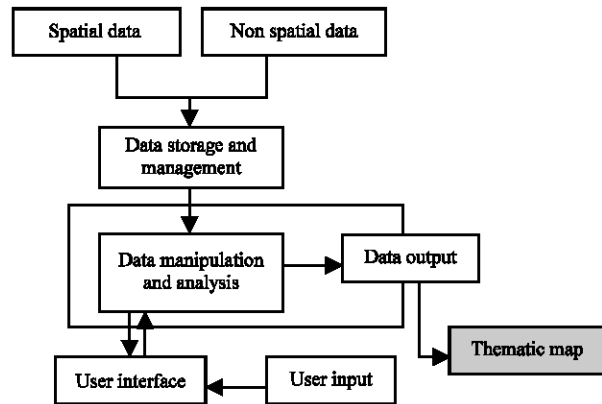 Spatial data
Non spatial data
Data storage and
management
Data manipulation
and analysis
Data output
Thematic map
User interface
User input